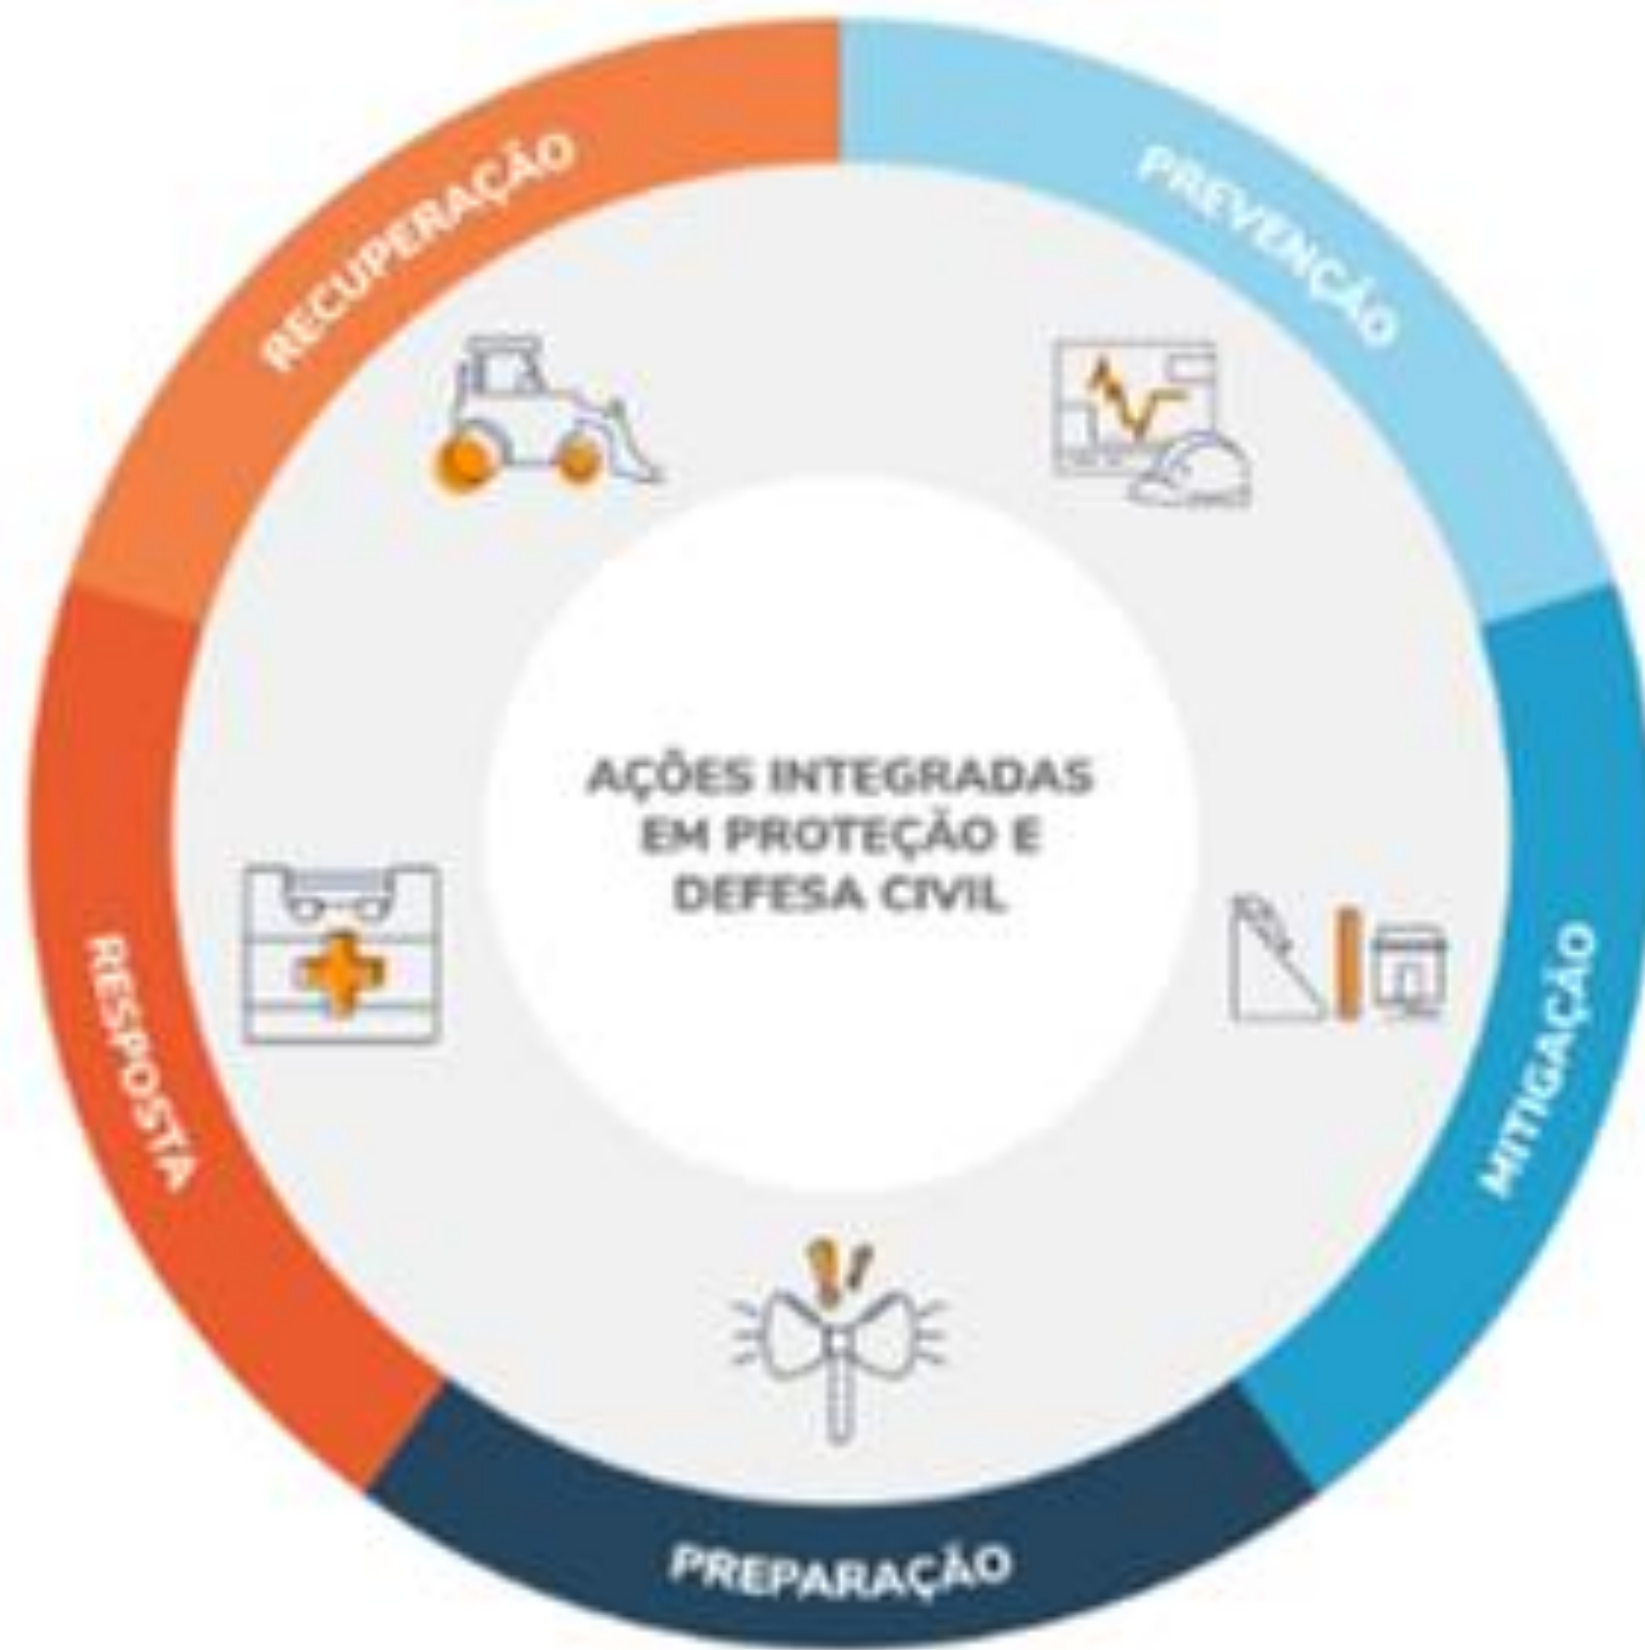 RECUPERAÇÃO
PREVENÇÃO
AÇÕES INTEGRADAS
EM PROTEÇÃO E
DEFESA CIVIL
RESPOSTA
MITIGAÇÃO
PREPARAÇÃO